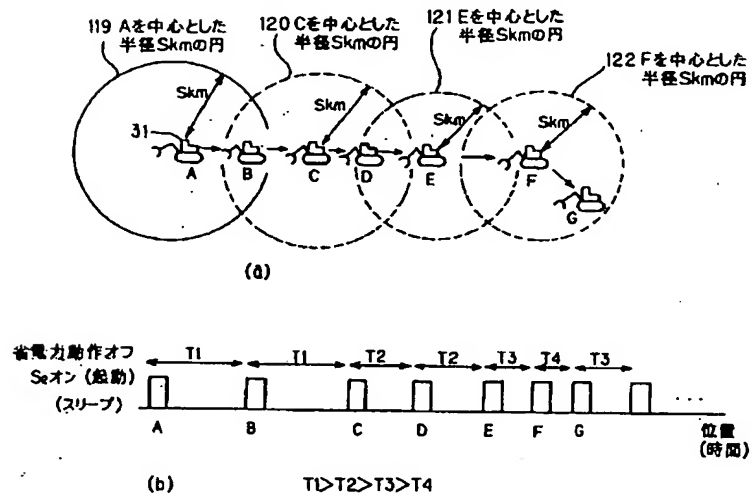 119 Aを中心とした
半径Skmの円
120 Cを中心とした
半径Skmの円
121 Eを中心とした
半径Skmの円
122 Fを中心とした
半径Skmの円
Skm
Skm
Skm
Skm
31
A
B
C
D
E
F
G
(a)
省電力動作オフ
Seオン (起動)
(スリープ)
T1
T1
T2
T2
T3
T4
T3
...
A
B
C
D
E
F
G
位置
(時間)
(b)
T1>T2>T3>T4